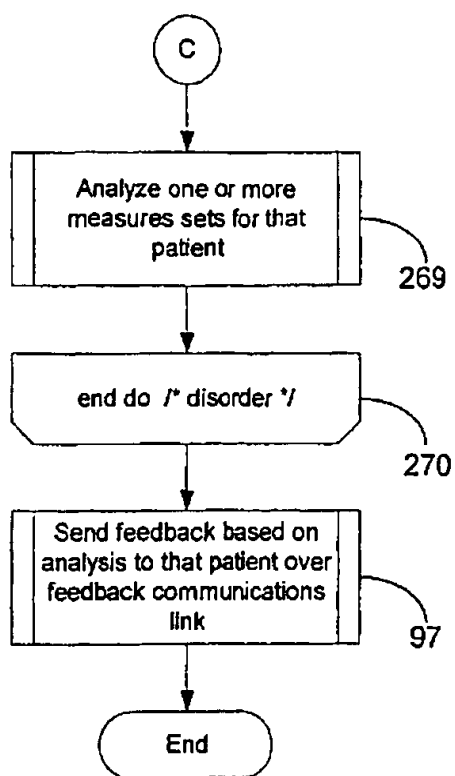 C
Analyze one or more
measures sets for that
patient
269
end do /* disorder */
270
Send feedback based on
analysis to that patient over
feedback communications
link
97
End